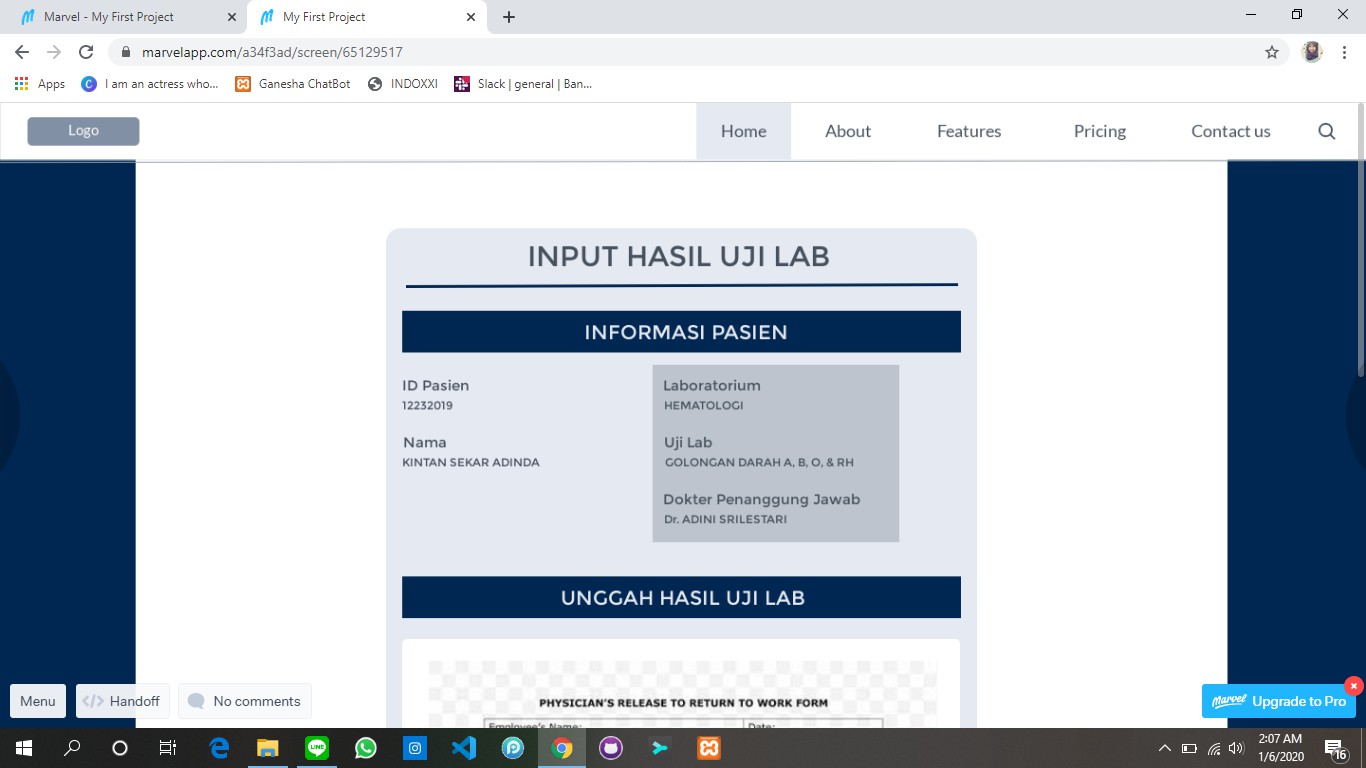 Marvel - My First Project
My First Project
marvelapp.com/a34f3ad/screen/65129517
Apps
I am an actress who...
Ganesha ChatBot
INDOXXI
Slack | general | Ban...
Logo
Home
About
Features
Pricing
Contact us
INPUT HASIL UJI LAB
INFORMASI PASIEN
ID Pasien
12232019
Nama
KINTAN SEKAR ADINDA
Laboratorium
HEMATOLOGI
Uji Lab
GOLONGAN DARAH A, B, O, & RH
Dokter Penanggung Jawab
Dr. ADINI SRILESTARI
UNGGAH HASIL UJI LAB
PHYSICIAN'S RELEASE TO RETURN TO WORK FORM
Employee's Name:
Date:
Menu
</> Handoff
No comments
Marvel Upgrade to Pro
2:07 AM
1/6/2020
16